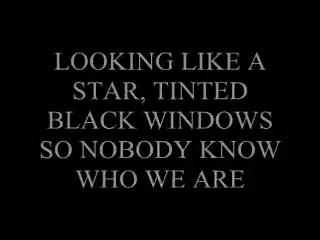 LOOKING LIKE A
STAR, TINTED
BLACK WINDOWS
SO NOBODY KNOW
WHO WE ARE